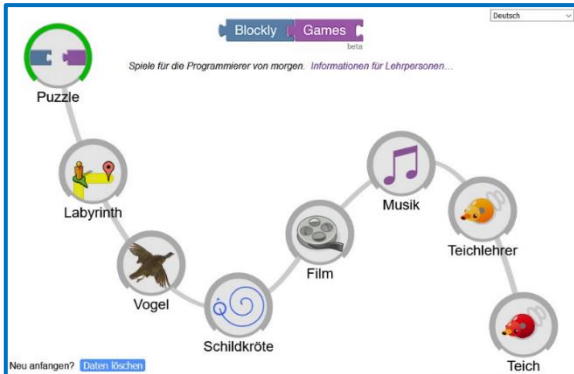 Deutsch
Blockly Games
beta
Spiele für die Programmierer von morgen. Informationen für Lehrpersonen...
Puzzle
Labyrinth
Vogel
Schildkröte
Film
Musik
Teichlehrer
Teich
Neu anfangen? Daten löschen